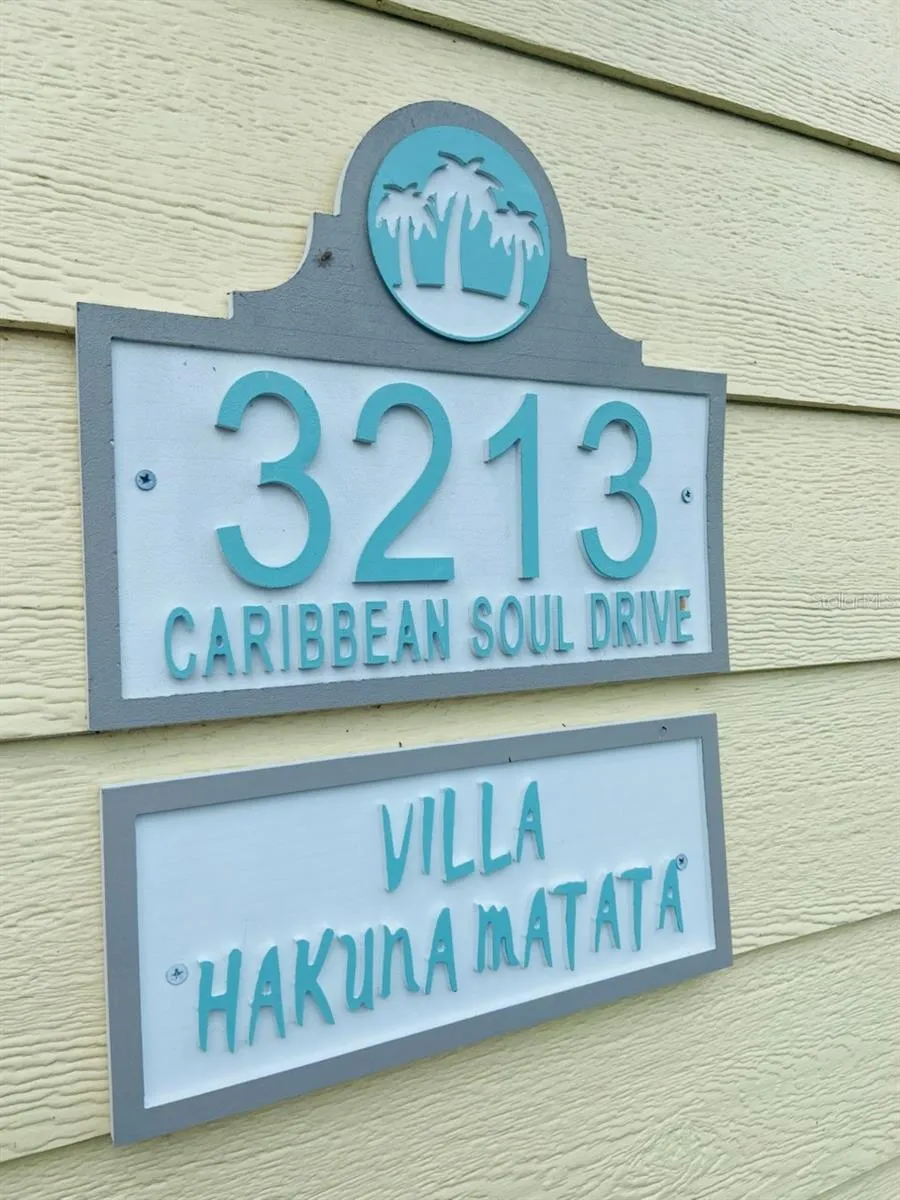 3213
CARIBBEAN SOUL DRIVE
VILLA
HAKUNA MATATA